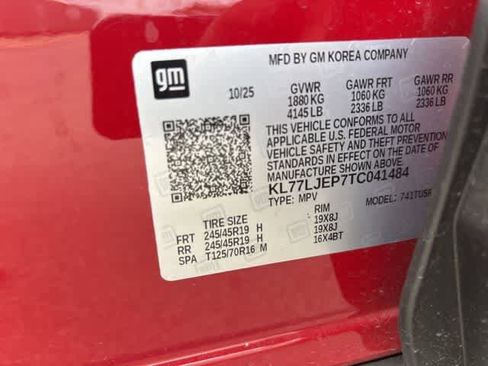 gm
MFD BY GM KOREA COMPANY
10/25 GVWR GAWR FRT GAWR RR
1880 KG 1060 KG 1060 KG
4145 LB 2336 LB 2336 LB
THIS VEHICLE CONFORMS TO ALL
APPLICABLE U.S. FEDERAL MOTOR
VEHICLE SAFETY AND THEFT PREVENTION
STANDARDS IN EFFECT ON THE DATE OF
MANUFACTURE SHOWN ABOVE.
KL77LJEP7TC041484
TYPE: MPV MODEL:
TIRE SIZE RIM
FRT 245/45R19 H 19X8J
RR 245/45R19 H 19X8J
SPA T125/70R16 M 16X4BT